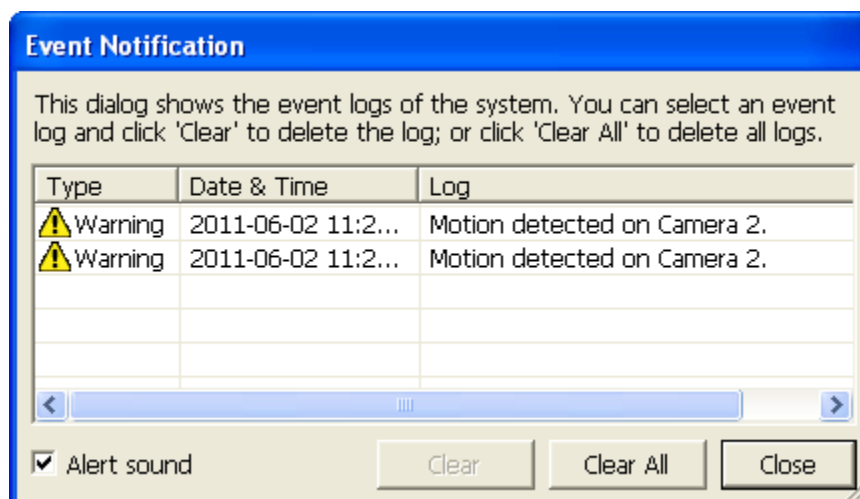 Event Notification
This dialog shows the event logs of the system. You can select an event
log and click 'Clear' to delete the log; or click 'Clear All' to delete all logs.
Type Date & Time Log
Warning 2011-06-02 11:2... Motion detected on Camera 2.
Warning 2011-06-02 11:2... Motion detected on Camera 2.
Alert sound Clear Clear All Close